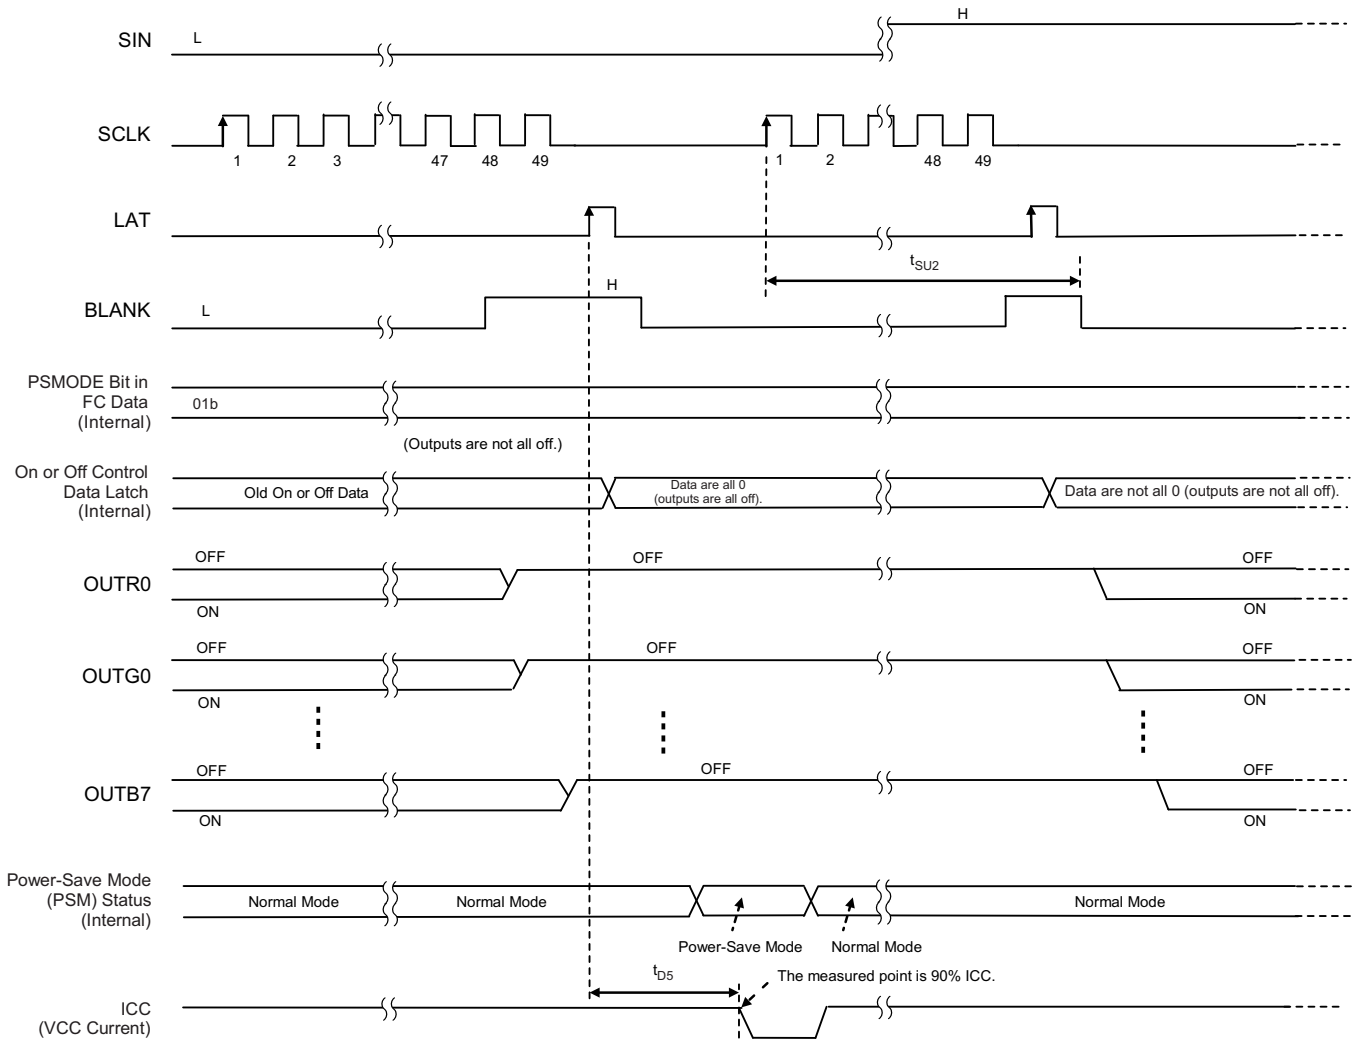 H
SIN
L
SCLK
1
2
3
47
48
49
1
2
48
49
LAT
tSU2
H
BLANK
L
PSMODE Bit in
FC Data
(Internal)
01b
(Outputs are not all off.)
On or Off Control
Data Latch
(Internal)
Old On or Off Data
Data are all 0
(outputs are all off).
Data are not all 0 (outputs are not all off).
OFF
OFF
OFF
OUTR0
ON
ON
OFF
OFF
OFF
OUTG0
ON
ON
OFF
OFF
OFF
OUTB7
ON
ON
Power-Save Mode
(PSM) Status
(Internal)
Normal Mode
Normal Mode
Normal Mode
Power-Save Mode
Normal Mode
tD5
The measured point is 90% ICC.
ICC
(VCC Current)